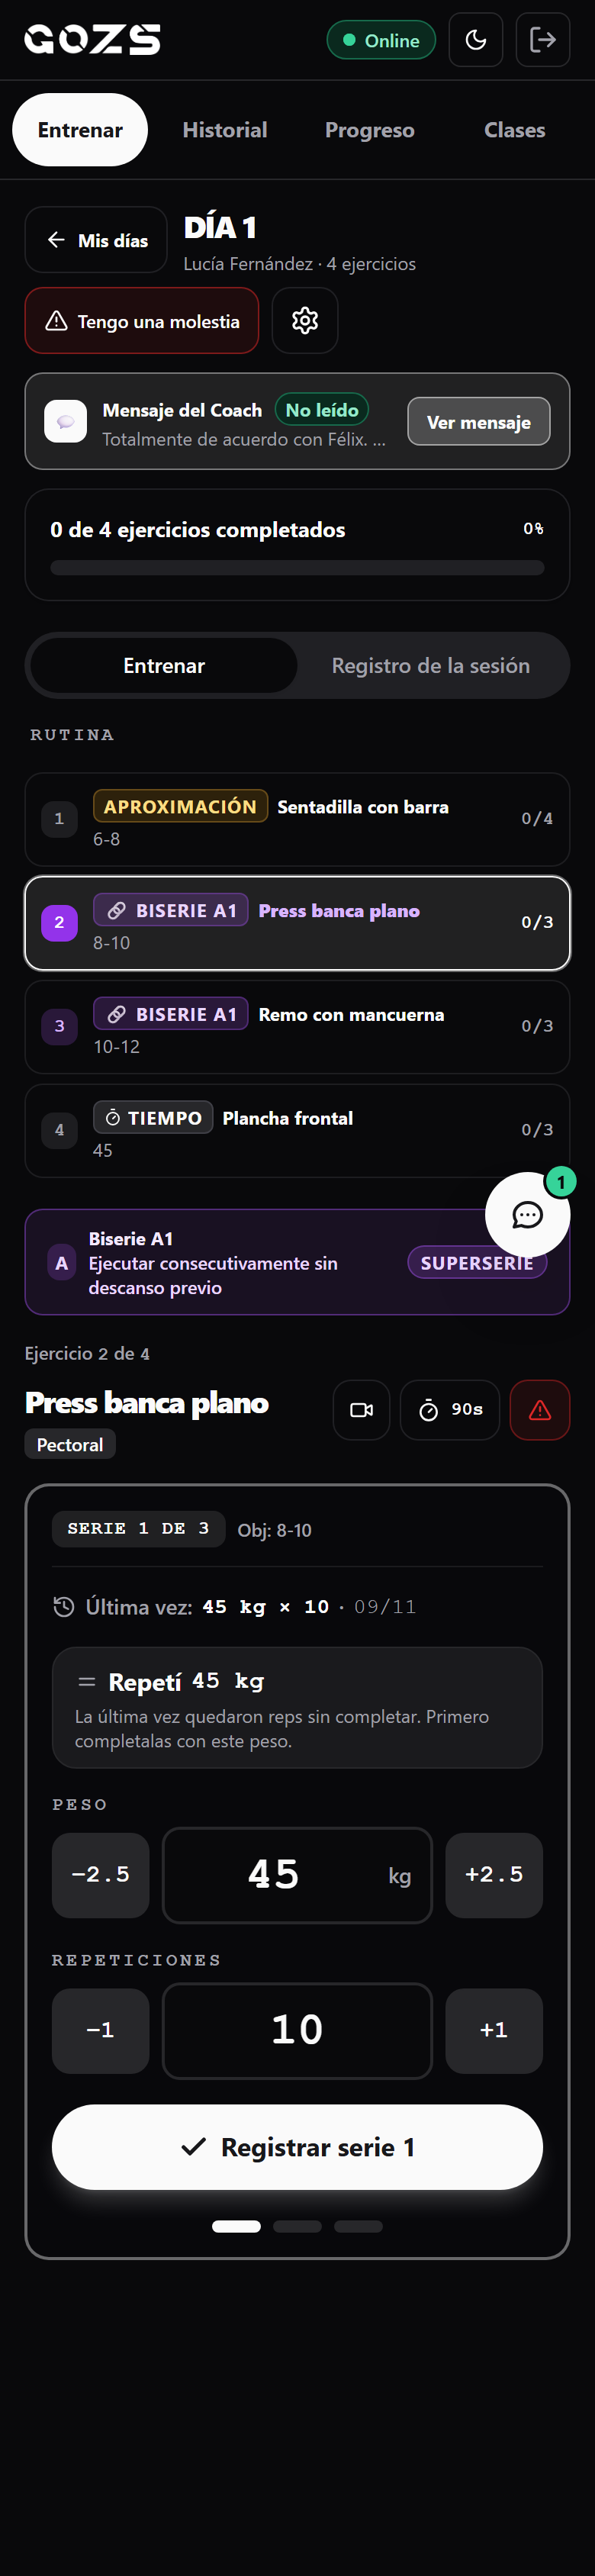 GOZS
Online
Entrenar Historial Progreso Clases
Mis días
DÍA 1
Lucía Fernández · 4 ejercicios
Tengo una molestia
Mensaje del Coach No leído
Totalmente de acuerdo con Félix. ...
Ver mensaje
0 de 4 ejercicios completados 0%
Entrenar Registro de la sesión
RUTINA
1 APROXIMACIÓN Sentadilla con barra 0/4
6-8
2 BISERIE A1 Press banca plano 0/3
8-10
3 BISERIE A1 Remo con mancuerna 0/3
10-12
4 TIEMPO Plancha frontal 0/3
45
1
A
Biserie A1
Ejecutar consecutivamente sin
descanso previo
SUPERSERIE
Ejercicio 2 de 4
Press banca plano
90s
Pectoral
SERIE 1 DE 3 Obj: 8-10
Última vez: 45 kg × 10 · 09/11
= Repetí 45 kg
La última vez quedaron reps sin completar. Primero
completalas con este peso.
PESO
−2.5 45 kg +2.5
REPETICIONES
−1 10 +1
Registrar serie 1